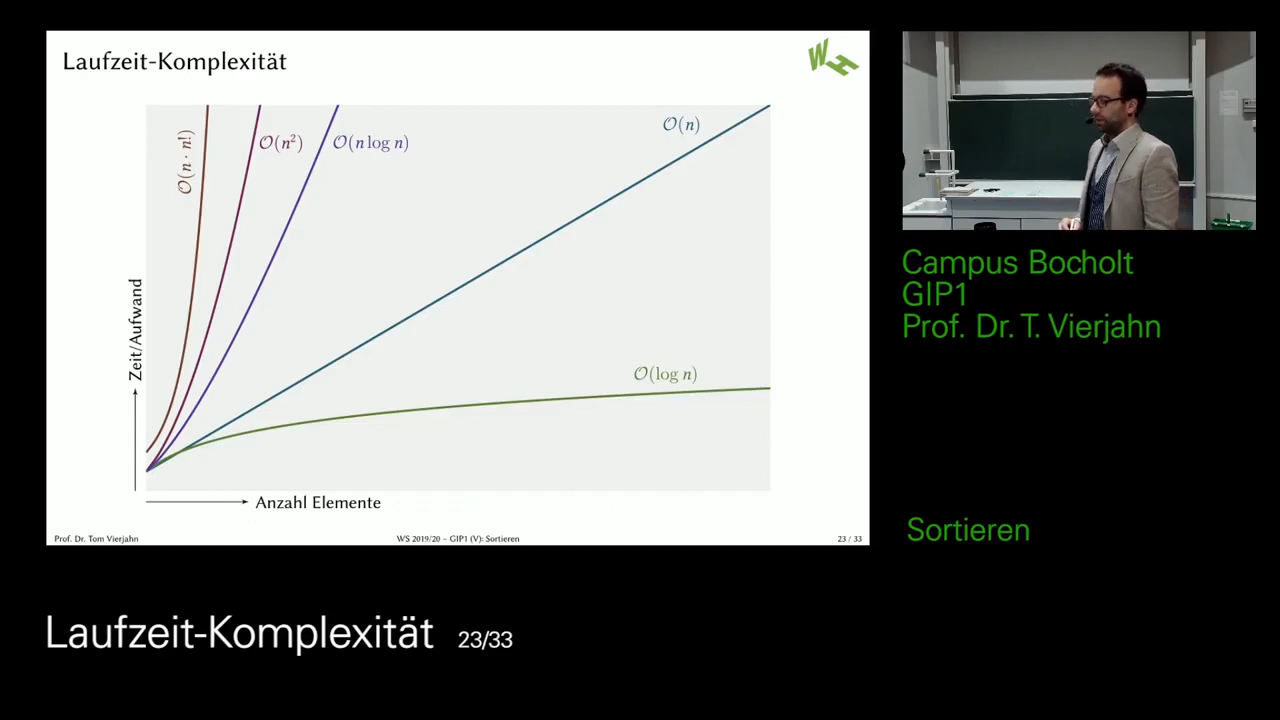 Laufzeit-Komplexität
WH
O(n · n!)
O(n²)
O(n log n)
O(n)
O(log n)
Zeit/Aufwand
Anzahl Elemente
Prof. Dr. Tom Vierjahn
WS 2019/20 – GIP1 (V): Sortieren
23 / 33
Campus Bocholt
GIP1
Prof. Dr. T. Vierjahn
Sortieren
Laufzeit-Komplexität 23/33